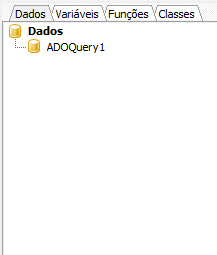 Dados Variáveis Funções Classes
Dados
ADOQuery1